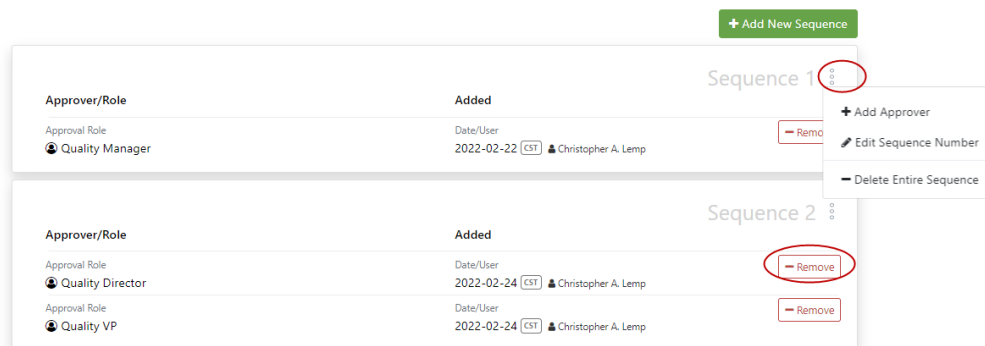 + Add New Sequence
Sequence 1
Approver/Role Added
Approval Role Date/User
Quality Manager 2022-02-22 CST Christopher A. Lemp
+ Add Approver
Edit Sequence Number
− Delete Entire Sequence
Sequence 2
Approver/Role Added
Approval Role Date/User − Remove
Quality Director 2022-02-24 CST Christopher A. Lemp
Approval Role Date/User − Remove
Quality VP 2022-02-24 CST Christopher A. Lemp